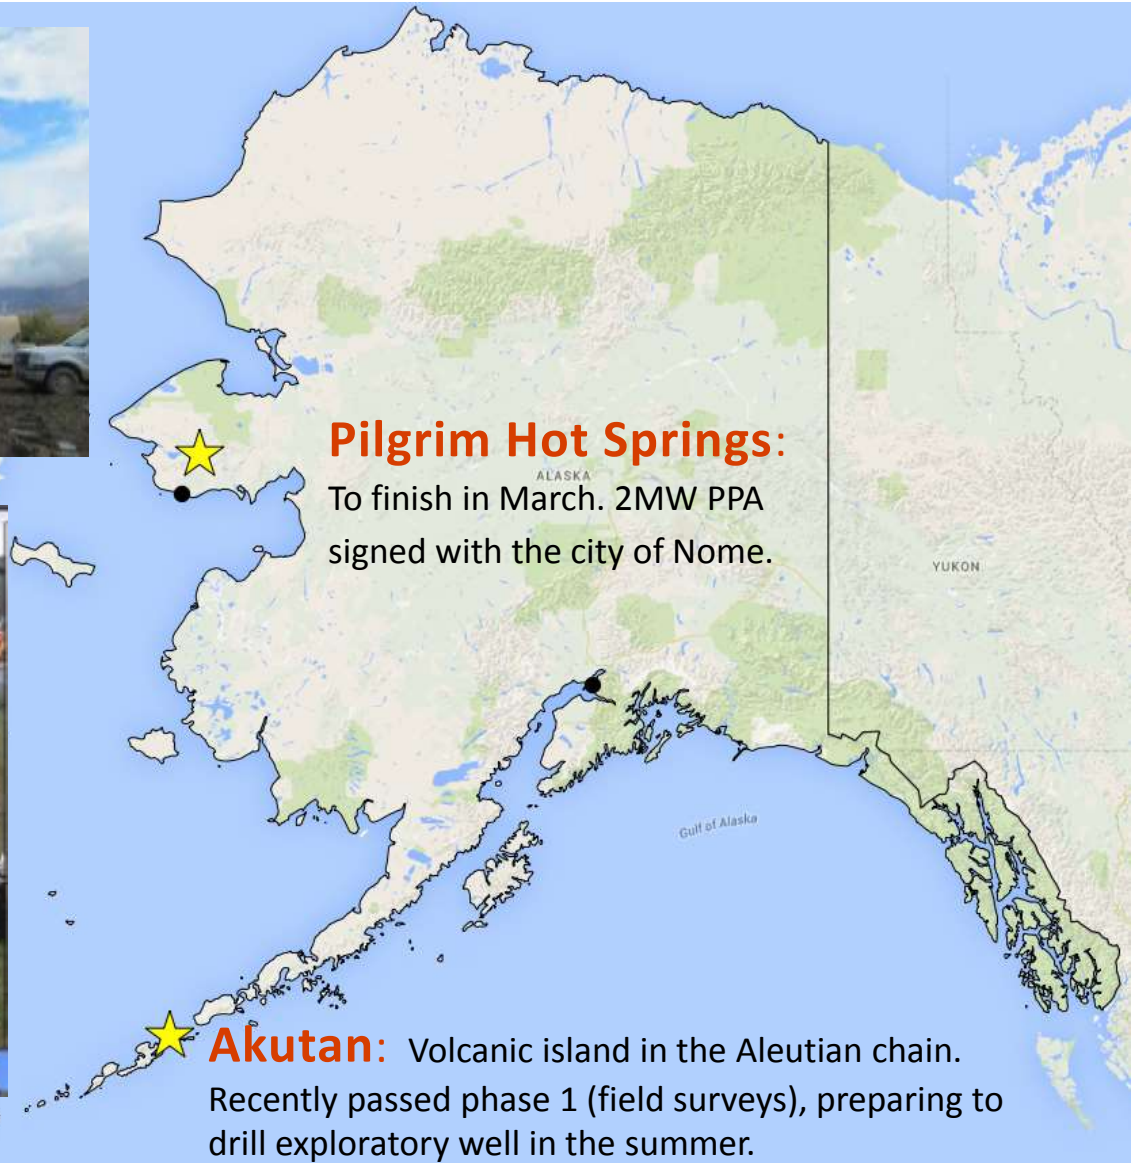 Pilgrim Hot Springs:
ALASKA
To finish in March. 2MW PPA
signed with the city of Nome.
YUKON
Gulf of Alaska
Akutan: Volcanic island in the Aleutian chain.
Recently passed phase 1 (field surveys), preparing to
drill exploratory well in the summer.